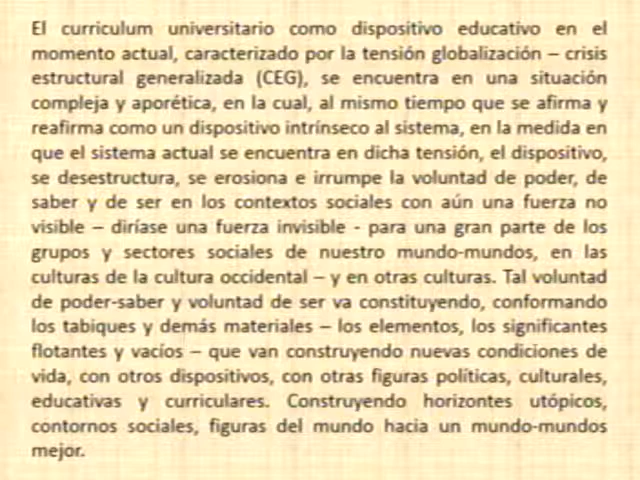 El curriculum universitario como dispositivo educativo en el
momento actual, caracterizado por la tensión globalización – crisis
estructural generalizada (CEG), se encuentra en una situación
compleja y aporética, en la cual, al mismo tiempo que se afirma y
reafirma como un dispositivo intrínseco al sistema, en la medida en
que el sistema actual se encuentra en dicha tensión, el dispositivo,
se desestructura, se erosiona e irrumpe la voluntad de poder, de
saber y de ser en los contextos sociales con aún una fuerza no
visible – diríase una fuerza invisible - para una gran parte de los
grupos y sectores sociales de nuestro mundo-mundos, en las
culturas de la cultura occidental – y en otras culturas. Tal voluntad
de poder-saber y voluntad de ser va constituyendo, conformando
los tabiques y demás materiales – los elementos, los significantes
flotantes y vacíos – que van construyendo nuevas condiciones de
vida, con otros dispositivos, con otras figuras políticas, culturales,
educativas y curriculares. Construyendo horizontes utópicos,
contornos sociales, figuras del mundo hacia un mundo-mundos
mejor.